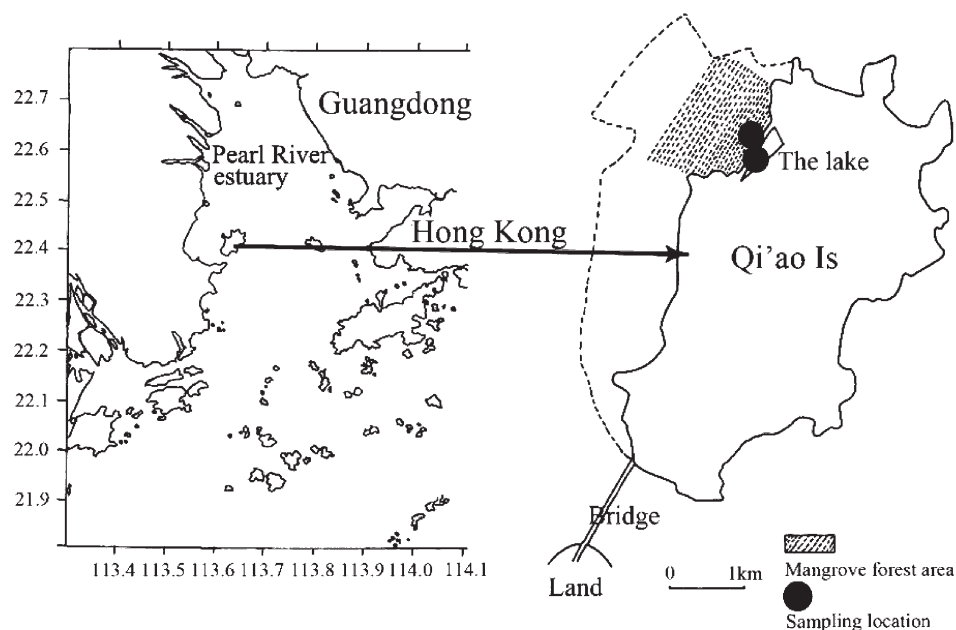 Guangdong
22.7
Pearl River
estuary
22.6
The lake
22.5
22.4
Hong Kong
Qi'ao Is
22.3
22.2
22.1
22.0
21.9
Bridge
Land
113.4 113.5 113.6 113.7 113.8 113.9 114.0 114.1
0 1km
Mangrove forest area
Sampling location